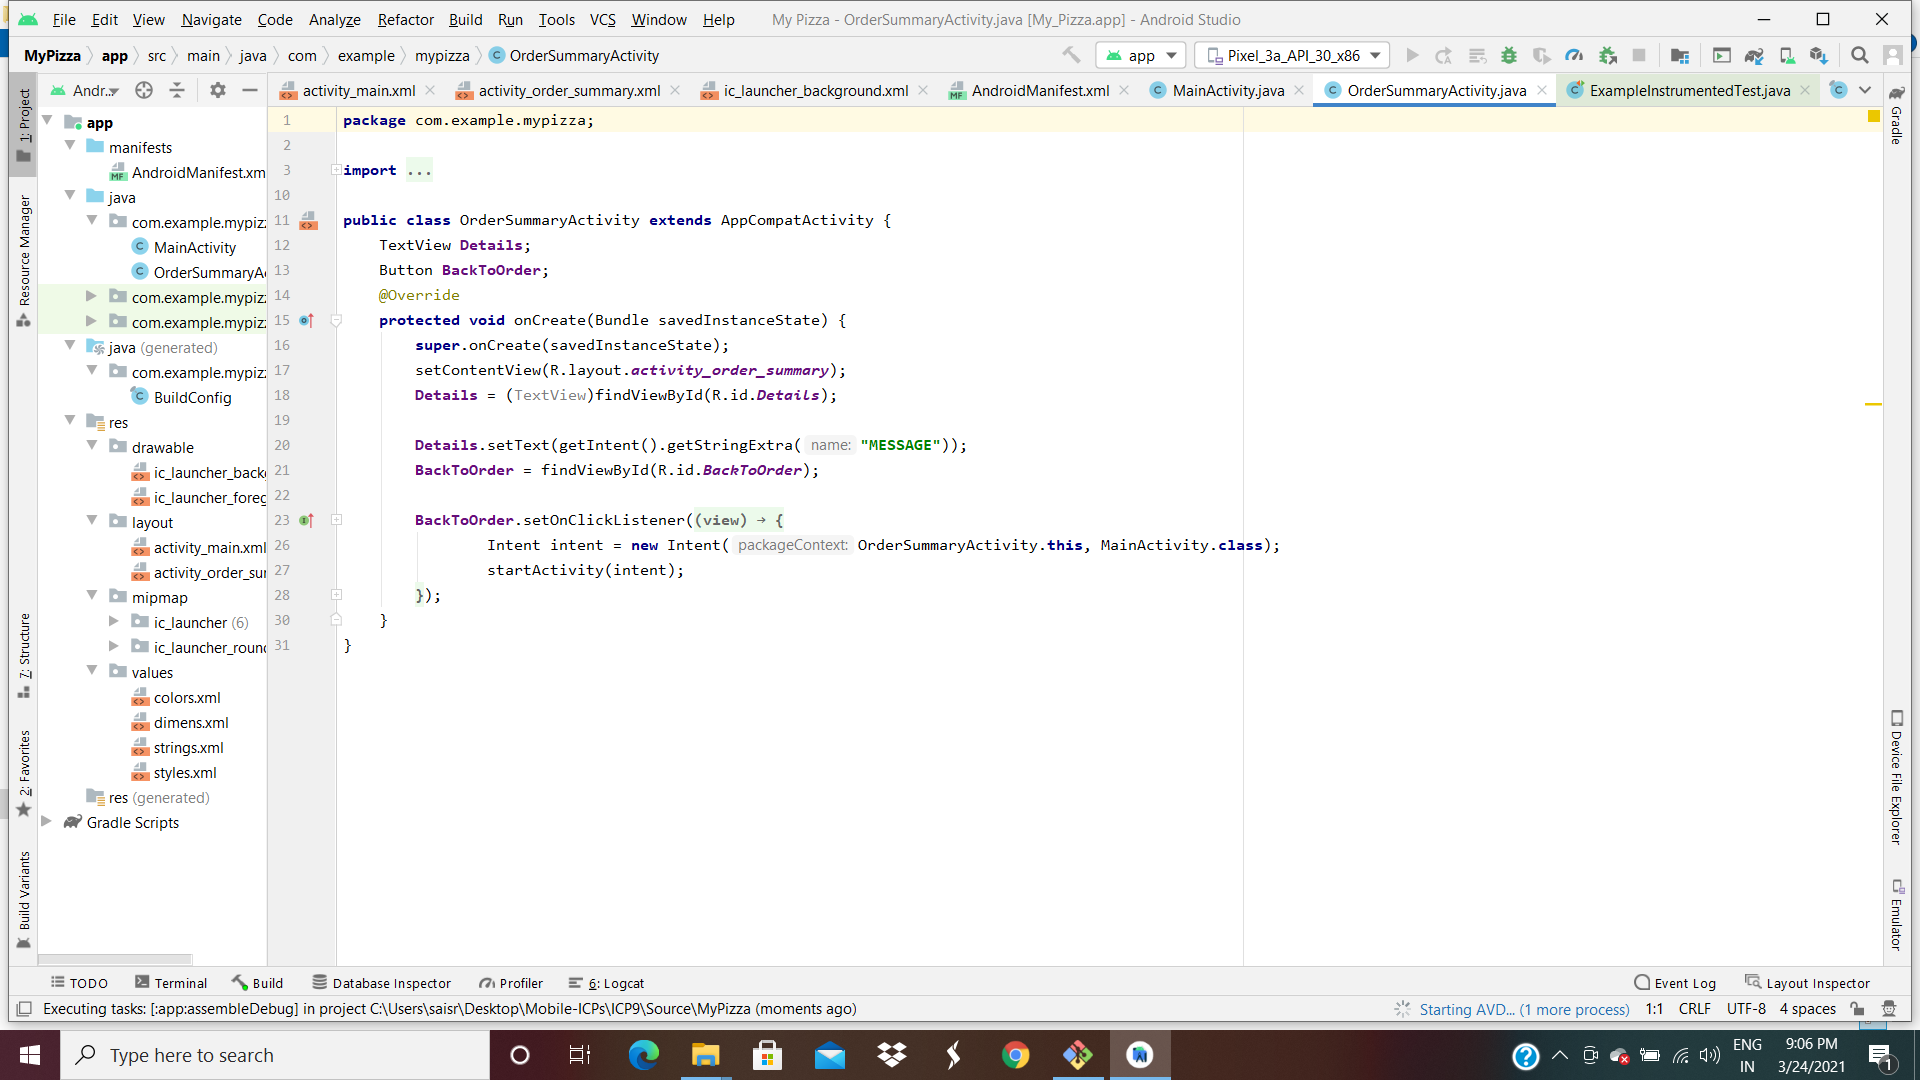 File Edit View Navigate Code Analyze Refactor Build Run Tools VCS Window Help My Pizza - OrderSummaryActivity.java [My_Pizza.app] - Android Studio
MyPizza app src main java com example mypizza C OrderSummaryActivity app Pixel_3a_API_30_x86
Andr... activity_main.xml activity_order_summary.xml ic_launcher_background.xml AndroidManifest.xml MainActivity.java OrderSummaryActivity.java ExampleInstrumentedTest.java
1: Project
Resource Manager
7: Structure
2: Favorites
Build Variants
app
manifests
AndroidManifest.xm
java
com.example.mypiz
MainActivity
OrderSummaryA
com.example.mypiz
com.example.mypiz
java (generated)
com.example.mypiz
BuildConfig
res
drawable
ic_launcher_back
ic_launcher_foreg
layout
activity_main.xml
activity_order_sur
mipmap
ic_launcher (6)
ic_launcher_round
values
colors.xml
dimens.xml
strings.xml
styles.xml
res (generated)
Gradle Scripts
1 package com.example.mypizza;
2
3 import ...
10
11 public class OrderSummaryActivity extends AppCompatActivity {
12 TextView Details;
13 Button BackToOrder;
14 @Override
15 protected void onCreate(Bundle savedInstanceState) {
16 super.onCreate(savedInstanceState);
17 setContentView(R.layout.activity_order_summary);
18 Details = (TextView)findViewById(R.id.Details);
19
20 Details.setText(getIntent().getStringExtra( name: "MESSAGE"));
21 BackToOrder = findViewById(R.id.BackToOrder);
22
23 BackToOrder.setOnClickListener((view) → {
26 Intent intent = new Intent( packageContext: OrderSummaryActivity.this, MainActivity.class);
27 startActivity(intent);
28 });
30 }
31 }
Gradle
Device File Explorer
Emulator
TODO Terminal Build Database Inspector Profiler 6: Logcat Event Log Layout Inspector
Executing tasks: [:app:assembleDebug] in project C:\Users\saisr\Desktop\Mobile-ICPs\ICP9\Source\MyPizza (moments ago) Starting AVD... (1 more process) 1:1 CRLF UTF-8 4 spaces
Type here to search
ENG
IN
9:06 PM
3/24/2021
1